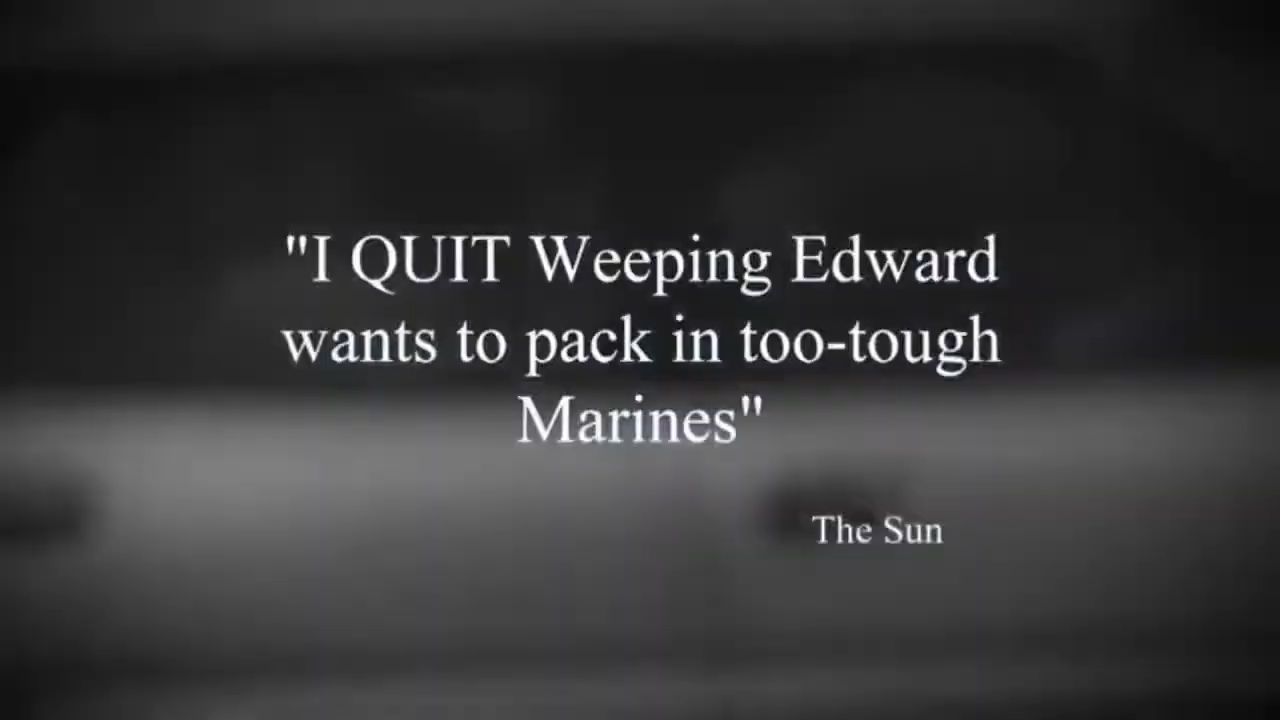 "I QUIT Weeping Edward
wants to pack in too-tough
Marines"
The Sun